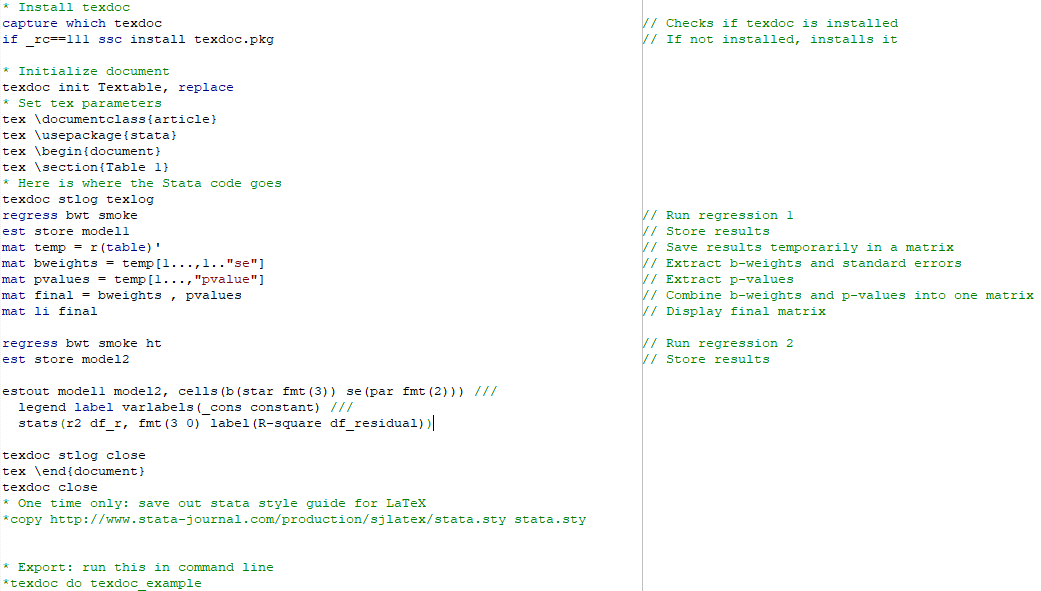 * Install texdoc
capture which texdoc // Checks if texdoc is installed
if _rc==111 ssc install texdoc.pkg // If not installed, installs it
* Initialize document
texdoc init Textable, replace
* Set tex parameters
tex \documentclass{article}
tex \usepackage{stata}
tex \begin{document}
tex \section{Table 1}
* Here is where the Stata code goes
texdoc stlog texlog
regress bwt smoke // Run regression 1
est store model1 // Store results
mat temp = r(table)' // Save results temporarily in a matrix
mat bweights = temp[1...,1.."se"] // Extract b-weights and standard errors
mat pvalues = temp[1...,"pvalue"] // Extract p-values
mat final = bweights , pvalues // Combine b-weights and p-values into one matrix
mat li final // Display final matrix
regress bwt smoke ht // Run regression 2
est store model2 // Store results
estout model1 model2, cells(b(star fmt(3)) se(par fmt(2))) ///
legend label varlabels(_cons constant) ///
stats(r2 df_r, fmt(3 0) label(R-square df_residual))
texdoc stlog close
tex \end{document}
texdoc close
* One time only: save out stata style guide for LaTeX
*copy http://www.stata-journal.com/production/sjlatex/stata.sty stata.sty
* Export: run this in command line
*texdoc do texdoc_example